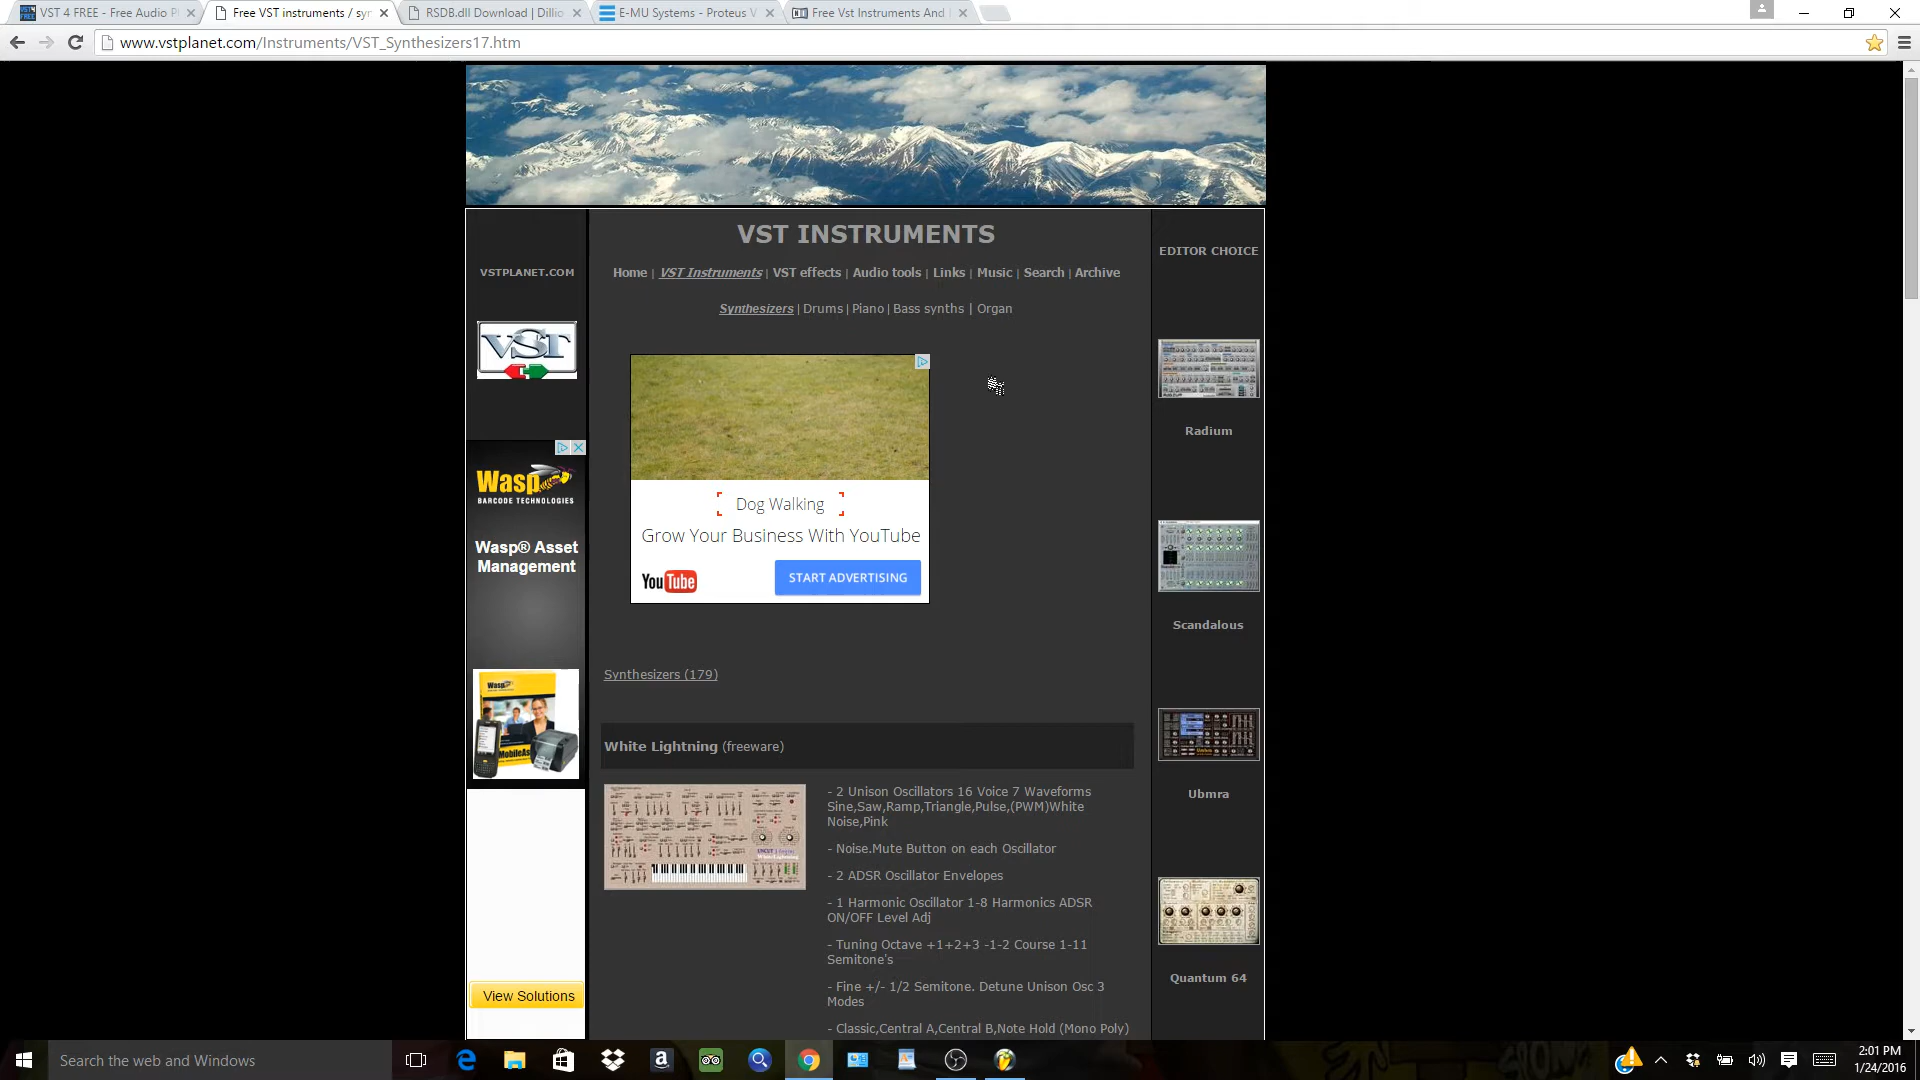 VST 4 FREE - Free Audio P
Free VST instruments / syn
RSDB.dll Download | Dillio
E-MU Systems - Proteus V
Free Vst Instruments And
www.vstplanet.com/Instruments/VST_Synthesizers17.htm
VST INSTRUMENTS
Home | VST Instruments | VST effects | Audio tools | Links | Music | Search | Archive
Synthesizers | Drums | Piano | Bass synths | Organ
VSTPLANET.COM
VST
Wasp
BARCODE TECHNOLOGIES
Wasp® Asset
Management
Wasp
MobileAs
View Solutions
Dog Walking
Grow Your Business With YouTube
YouTube
START ADVERTISING
Synthesizers (179)
White Lightning (freeware)
- 2 Unison Oscillators 16 Voice 7 Waveforms
Sine,Saw,Ramp,Triangle,Pulse,(PWM)White
Noise,Pink
- Noise.Mute Button on each Oscillator
- 2 ADSR Oscillator Envelopes
- 1 Harmonic Oscillator 1-8 Harmonics ADSR
ON/OFF Level Adj
- Tuning Octave +1+2+3 -1-2 Course 1-11
Semitone's
- Fine +/- 1/2 Semitone. Detune Unison Osc 3
Modes
- Classic,Central A,Central B,Note Hold (Mono Poly)
EDITOR CHOICE
Radium
Scandalous
Ubmra
Quantum 64
Search the web and Windows
2:01 PM
1/24/2016